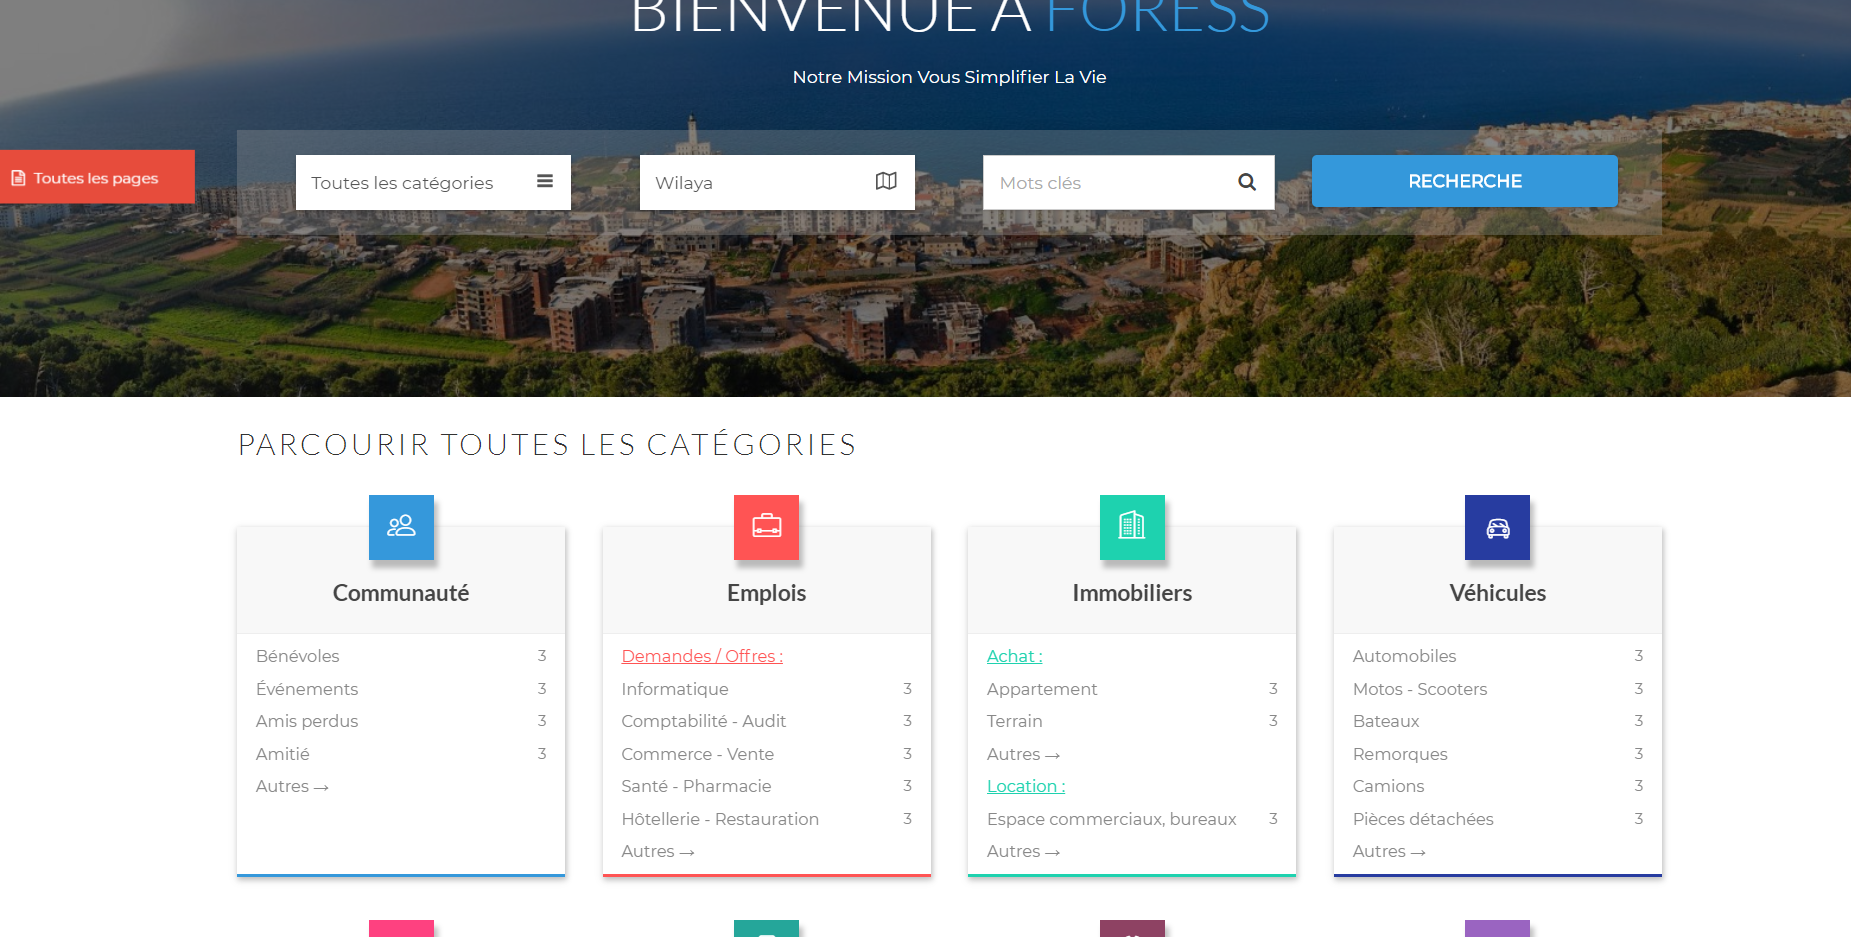 BIENVENUE À FORESS
Notre Mission Vous Simplifier La Vie
Toutes les pages
Toutes les catégories
Wilaya
Mots clés
RECHERCHE
PARCOURIR TOUTES LES CATÉGORIES
Communauté
Bénévoles 3
Événements 3
Amis perdus 3
Amitié 3
Autres →
Emplois
Demandes / Offres :
Informatique 3
Comptabilité - Audit 3
Commerce - Vente 3
Santé - Pharmacie 3
Hôtellerie - Restauration 3
Autres →
Immobiliers
Achat :
Appartement 3
Terrain 3
Autres →
Location :
Espace commerciaux, bureaux 3
Autres →
Véhicules
Automobiles 3
Motos - Scooters 3
Bateaux 3
Remorques 3
Camions 3
Pièces détachées 3
Autres →